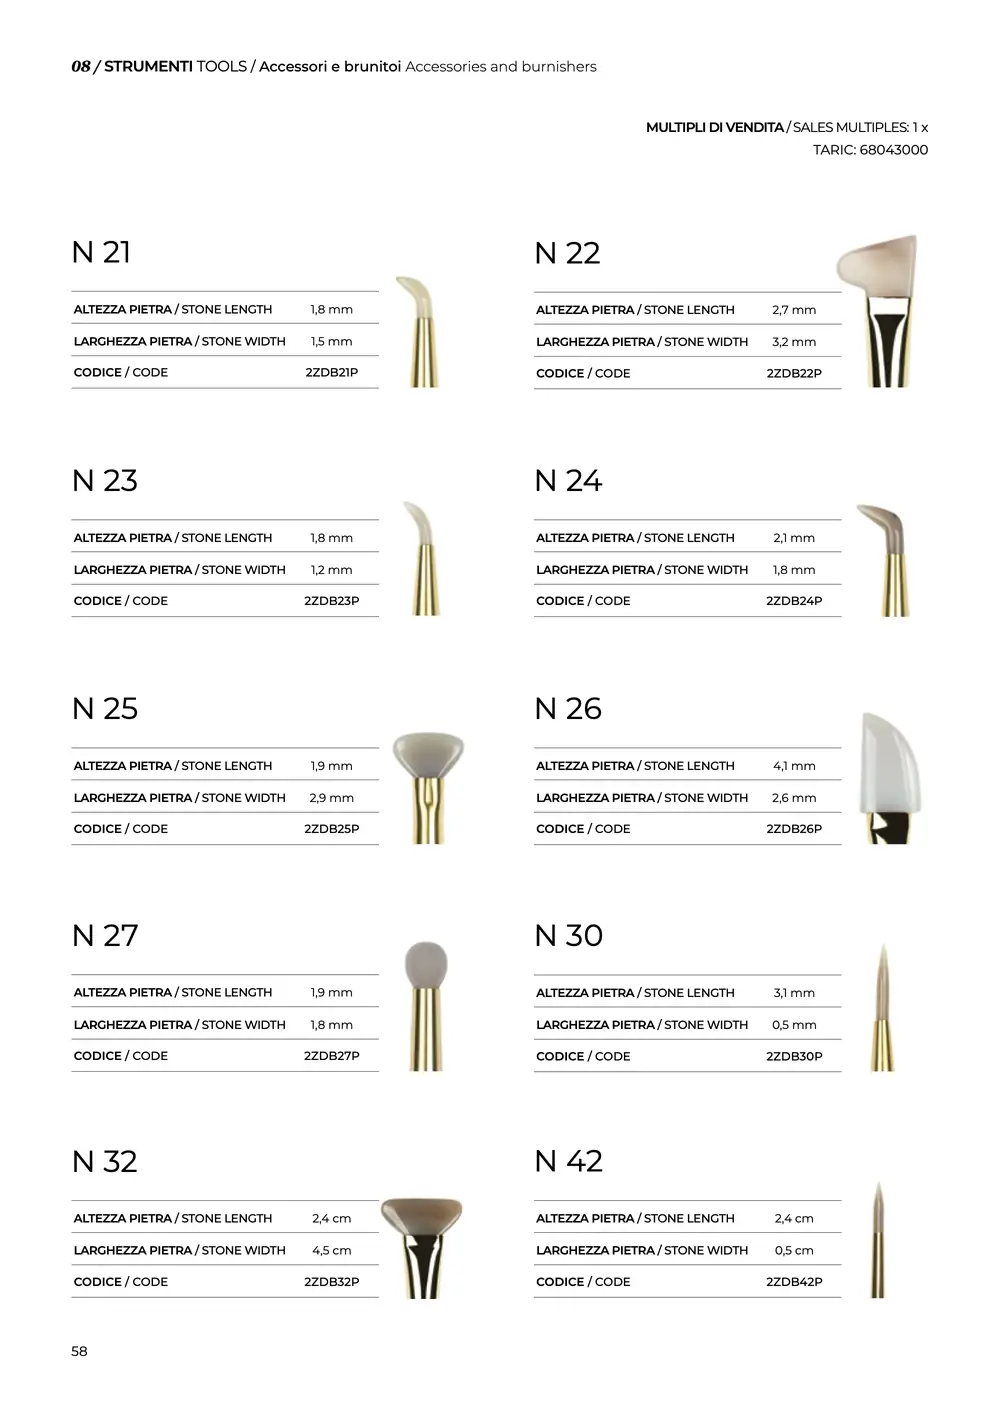 08 / STRUMENTI TOOLS / Accessori e brunitoi Accessories and burnishers
MULTIPLI DI VENDITA / SALES MULTIPLES: 1 x
TARIC: 68043000
N 21
ALTEZZA PIETRA / STONE LENGTH 1,8 mm
LARGHEZZA PIETRA / STONE WIDTH 1,5 mm
CODICE / CODE 2ZDB21P
N 22
ALTEZZA PIETRA / STONE LENGTH 2,7 mm
LARGHEZZA PIETRA / STONE WIDTH 3,2 mm
CODICE / CODE 2ZDB22P
N 23
ALTEZZA PIETRA / STONE LENGTH 1,8 mm
LARGHEZZA PIETRA / STONE WIDTH 1,2 mm
CODICE / CODE 2ZDB23P
N 24
ALTEZZA PIETRA / STONE LENGTH 2,1 mm
LARGHEZZA PIETRA / STONE WIDTH 1,8 mm
CODICE / CODE 2ZDB24P
N 25
ALTEZZA PIETRA / STONE LENGTH 1,9 mm
LARGHEZZA PIETRA / STONE WIDTH 2,9 mm
CODICE / CODE 2ZDB25P
N 26
ALTEZZA PIETRA / STONE LENGTH 4,1 mm
LARGHEZZA PIETRA / STONE WIDTH 2,6 mm
CODICE / CODE 2ZDB26P
N 27
ALTEZZA PIETRA / STONE LENGTH 1,9 mm
LARGHEZZA PIETRA / STONE WIDTH 1,8 mm
CODICE / CODE 2ZDB27P
N 30
ALTEZZA PIETRA / STONE LENGTH 3,1 mm
LARGHEZZA PIETRA / STONE WIDTH 0,5 mm
CODICE / CODE 2ZDB30P
N 32
ALTEZZA PIETRA / STONE LENGTH 2,4 cm
LARGHEZZA PIETRA / STONE WIDTH 4,5 cm
CODICE / CODE 2ZDB32P
N 42
ALTEZZA PIETRA / STONE LENGTH 2,4 cm
LARGHEZZA PIETRA / STONE WIDTH 0,5 cm
CODICE / CODE 2ZDB42P
58